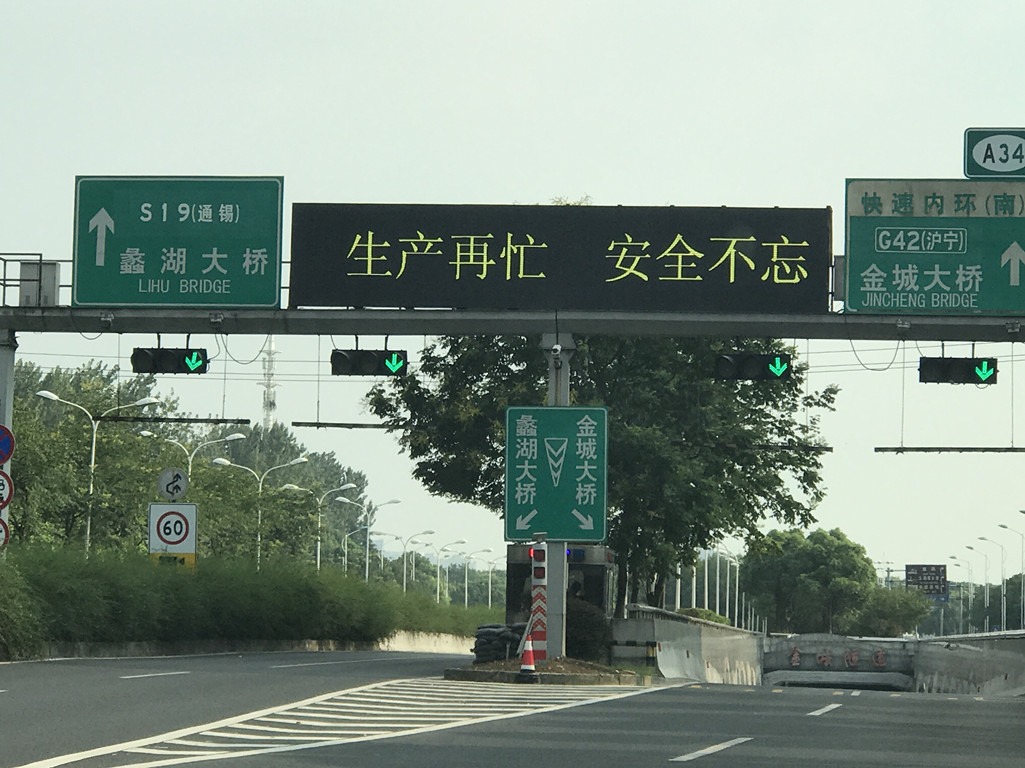 S19(通锡)
蠡湖大桥
LIHU BRIDGE
生产再忙 安全不忘
A34
快速内环(南)
G42(沪宁)
金城大桥
JINCHENG BRIDGE
蠡湖大桥
金城大桥
60